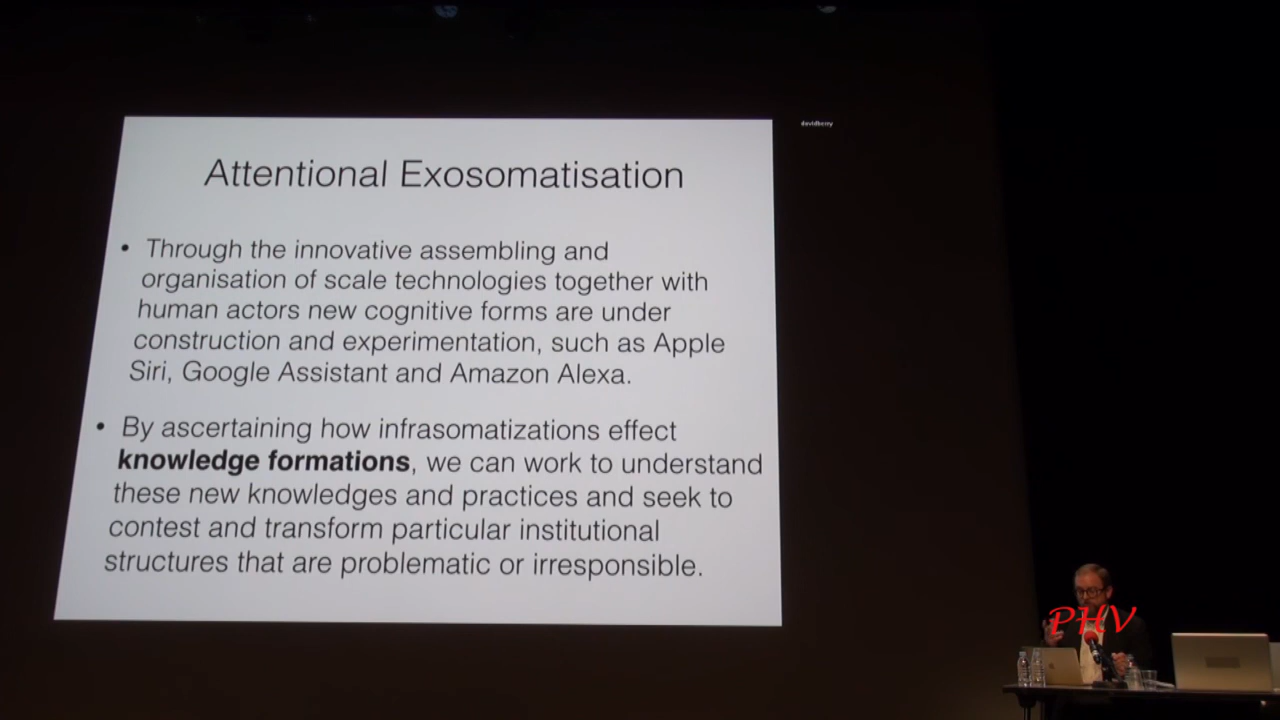 Attentional Exosomatisation
davidberry
• Through the innovative assembling and
organisation of scale technologies together with
human actors new cognitive forms are under
construction and experimentation, such as Apple
Siri, Google Assistant and Amazon Alexa.
• By ascertaining how infrasomatizations effect
knowledge formations, we can work to understand
these new knowledges and practices and seek to
contest and transform particular institutional
structures that are problematic or irresponsible.
PHV